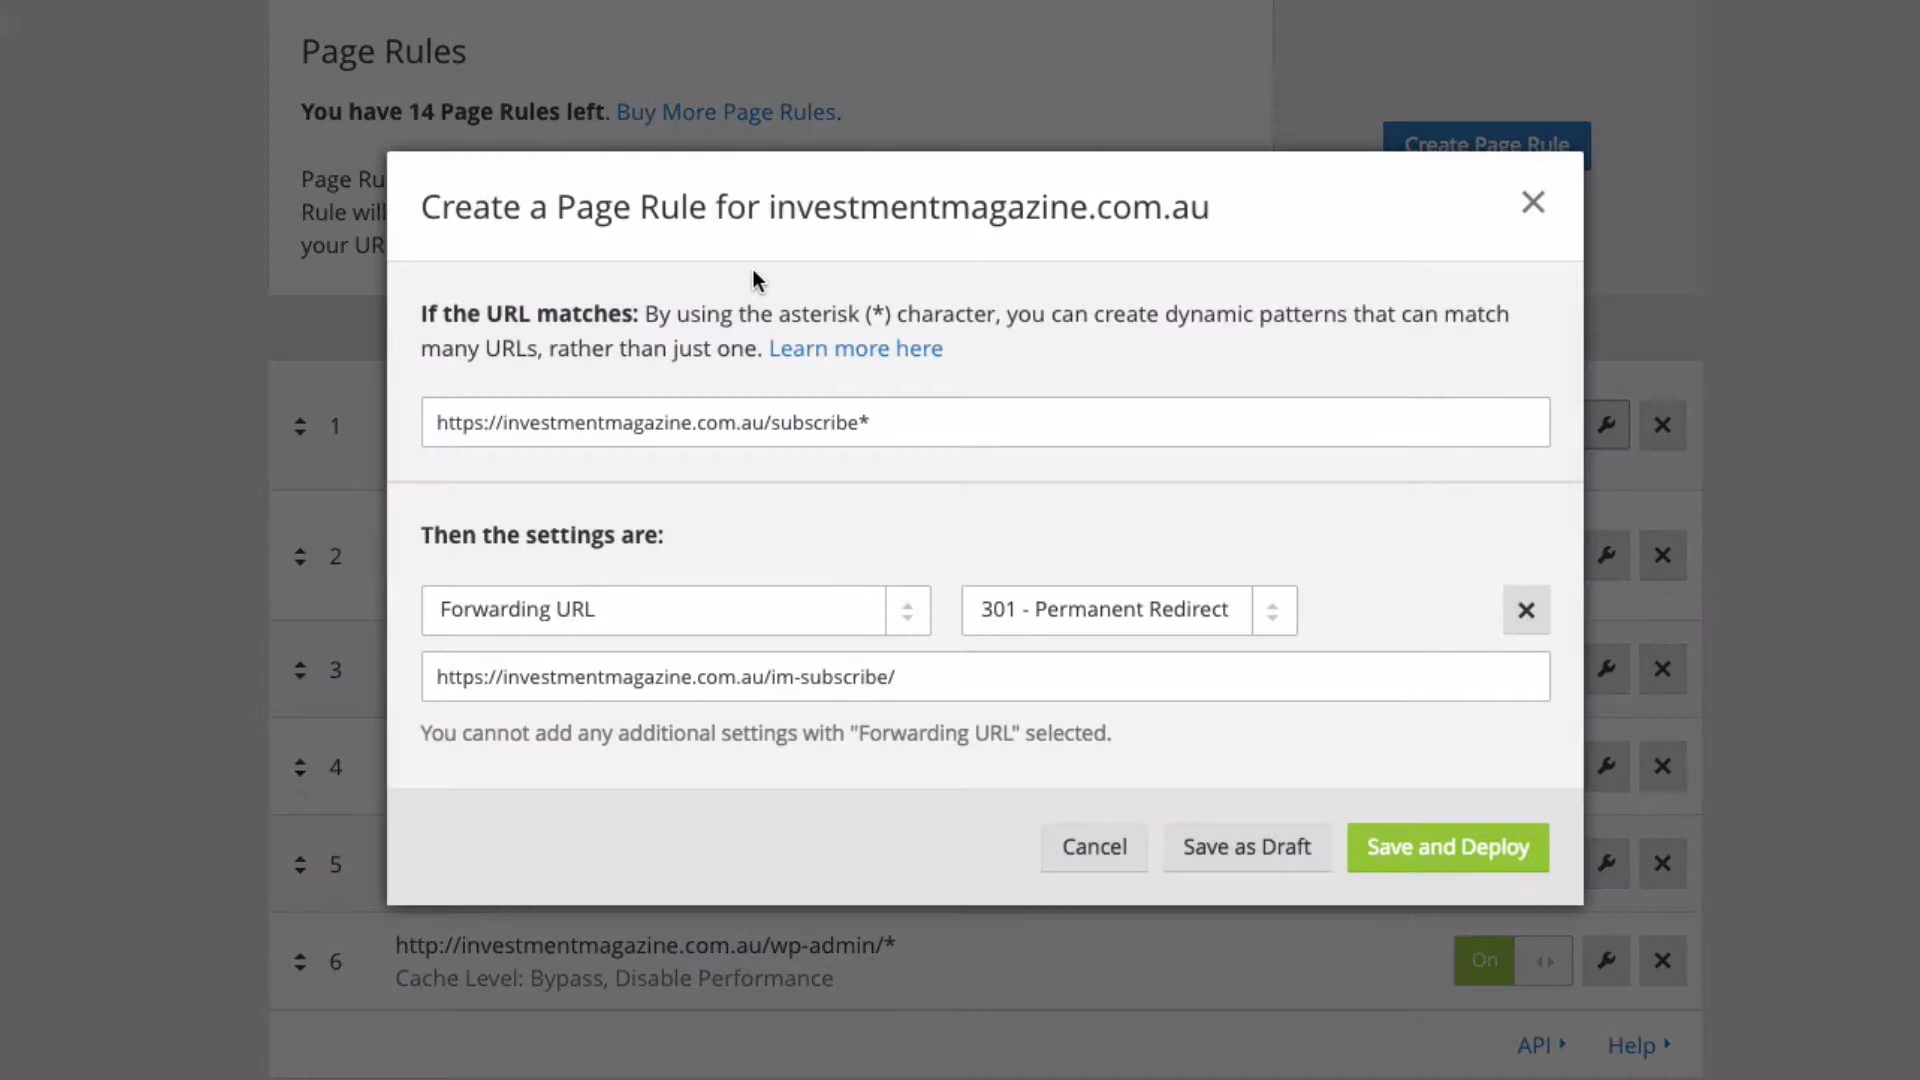 Page Rules
You have 14 Page Rules left. Buy More Page Rules.
Create Page Rule
Page Ru
Rule will
your UR
Create a Page Rule for investmentmagazine.com.au
If the URL matches: By using the asterisk (*) character, you can create dynamic patterns that can match
many URLs, rather than just one. Learn more here
https://investmentmagazine.com.au/subscribe*
1
Then the settings are:
2
Forwarding URL
301 - Permanent Redirect
https://investmentmagazine.com.au/im-subscribe/
3
You cannot add any additional settings with "Forwarding URL" selected.
4
Cancel
Save as Draft
Save and Deploy
5
6
http://investmentmagazine.com.au/wp-admin/*
Cache Level: Bypass, Disable Performance
On
API
Help